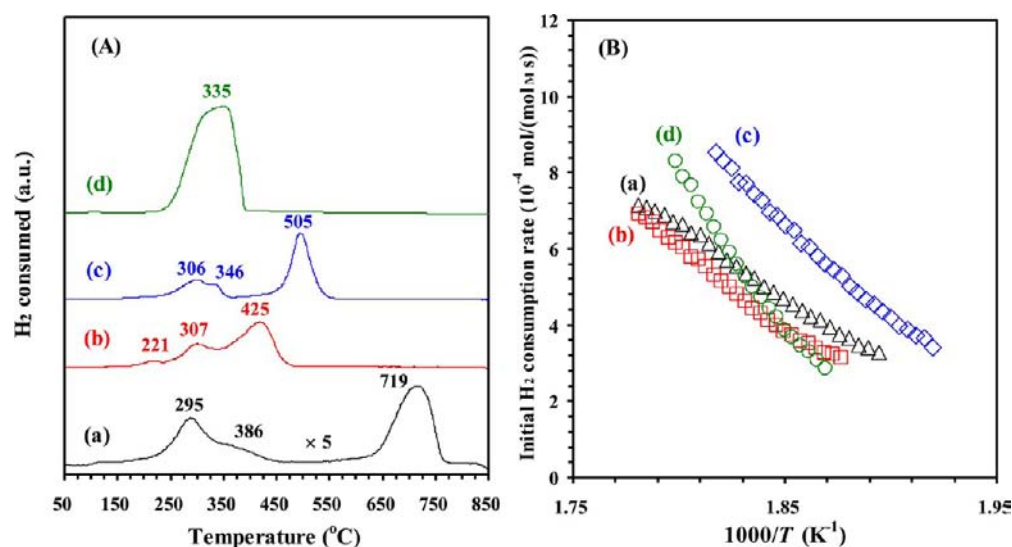 (A)
335
(d)
505
306
346
(c)
425
307
221
(b)
719
295
386
× 5
(a)
H2 consumed (a.u.)
50 150 250 350 450 550 650 750 850
Temperature (°C)
(B)
(c)
(d)
(a)
(b)
12
10
8
6
4
2
0
Initial H2 consumption rate (10⁻⁴ mol/(molM s))
1.75 1.85 1.95
1000/T (K⁻¹)